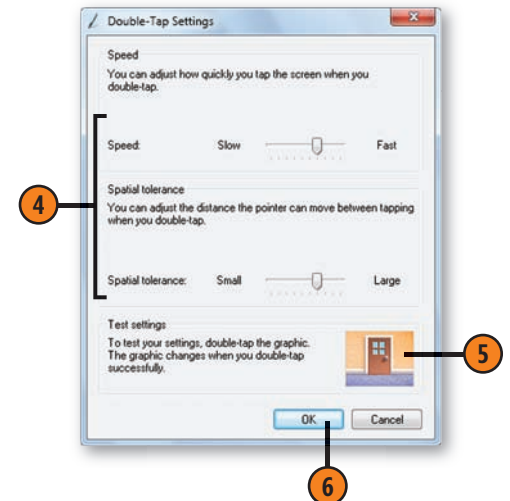 Double-Tap Settings
Speed
You can adjust how quickly you tap the screen when you
double-tap.
Speed: Slow Fast
4
Spatial tolerance
You can adjust the distance the pointer can move between tapping
when you double-tap.
Spatial tolerance: Small Large
Test settings
To test your settings, double-tap the graphic.
The graphic changes when you double-tap
successfully.
5
OK Cancel
6